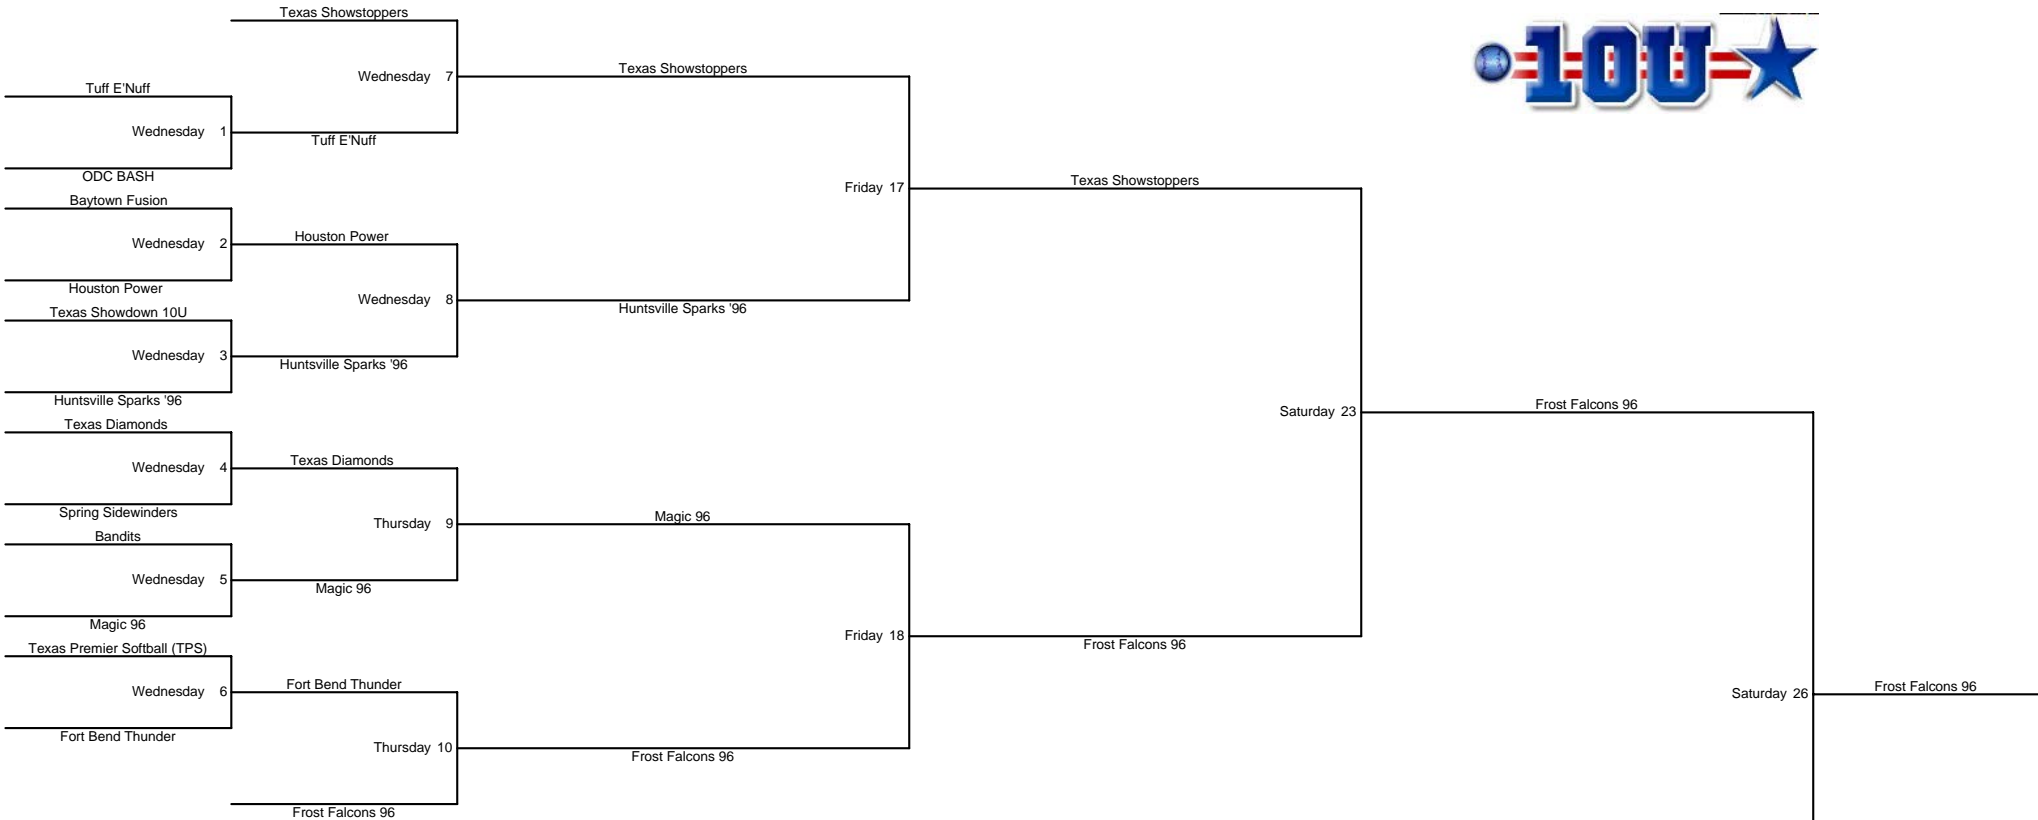 Texas Showstoppers
10U
Wednesday 7
Texas Showstoppers
Tuff E'Nuff
Wednesday 1
Tuff E'Nuff
ODC BASH
Friday 17
Texas Showstoppers
Baytown Fusion
Wednesday 2
Houston Power
Houston Power
Wednesday 8
Huntsville Sparks '96
Texas Showdown 10U
Wednesday 3
Huntsville Sparks '96
Huntsville Sparks '96
Saturday 23
Frost Falcons 96
Texas Diamonds
Wednesday 4
Texas Diamonds
Spring Sidewinders
Thursday 9
Magic 96
Bandits
Wednesday 5
Magic 96
Magic 96
Friday 18
Frost Falcons 96
Texas Premier Softball (TPS)
Wednesday 6
Fort Bend Thunder
Saturday 26
Frost Falcons 96
Fort Bend Thunder
Thursday 10
Frost Falcons 96
Frost Falcons 96